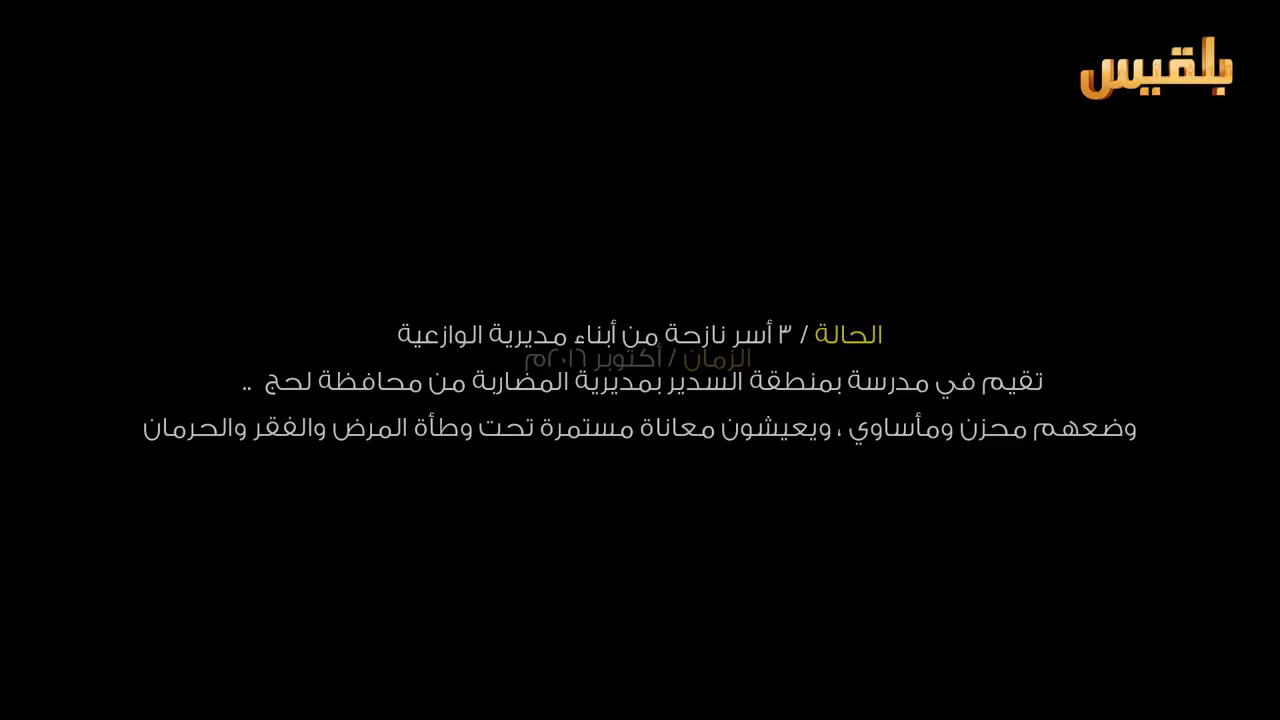 بلقيس
الحالة / ٣ أسر نازحة من أبناء مديرية الوازعية
الزمان / أكتوبر ٢٠١٦م
تقيم في مدرسة بمنطقة السدير بمديرية المضاربة من محافظة لحج ..
وضعهم محزن ومأساوي ، ويعيشون معاناة مستمرة تحت وطأة المرض والفقر والحرمان